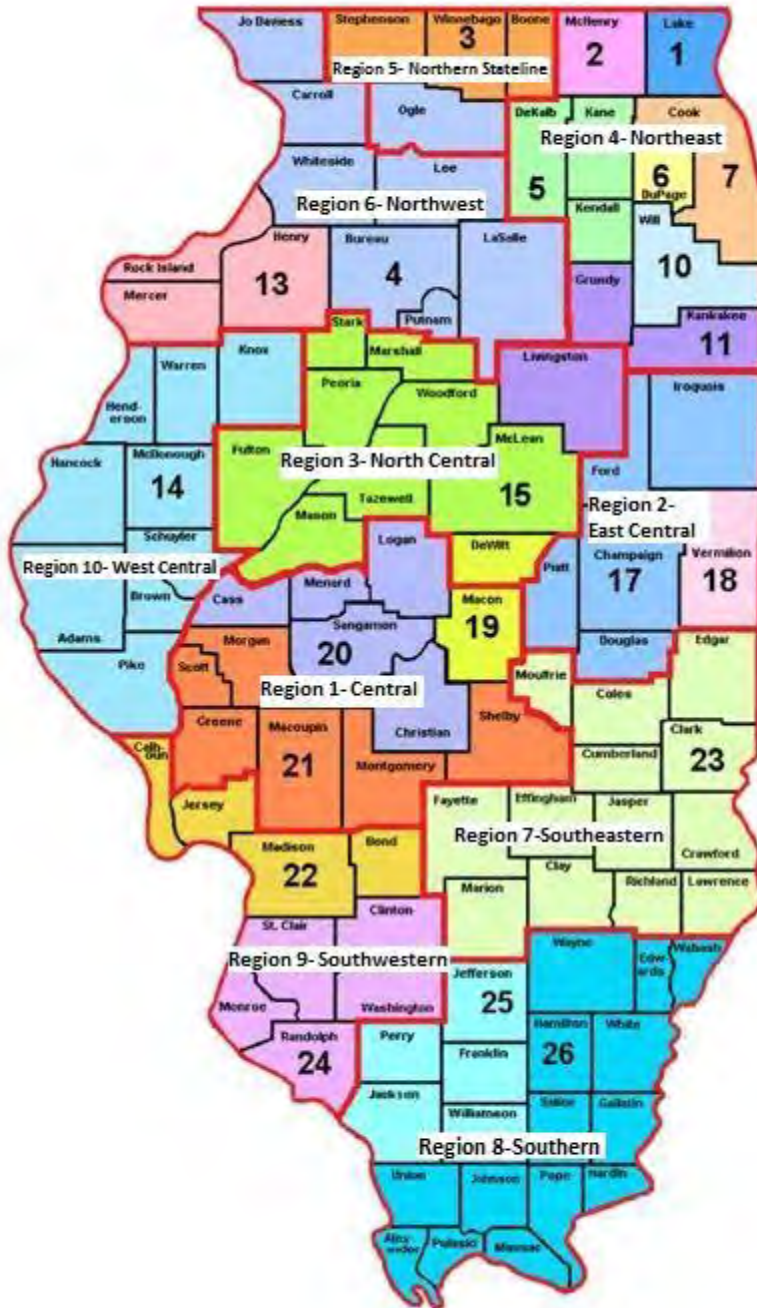 Jo Daviess
Stephenson
Winnebago
Boone
McHenry
Lake
3
2
1
Region 5- Northern Stateline
Carroll
Ogle
DeKalb
Kane
Cook
Region 4- Northeast
Whiteside
Lee
5
6
7
DuPage
Region 6- Northwest
Kendall
Will
Henry
Bureau
LaSalle
Rock Island
13
4
10
Mercer
Putnam
Grundy
Stark
Kankakee
11
Knox
Marshall
Warren
Livingston
Peoria
Iroquois
Woodford
Hend-
erson
McLean
Fulton
Hancock
McDonough
Region 3- North Central
Ford
14
Tazewell
15
Mason
Region 2-
East Central
Schuyler
Logan
DeWitt
Champaign
Vermilion
Region 10- West Central
Piatt
17
18
Menard
Brown
Cass
Macon
Sangamon
19
Adams
Morgan
20
Douglas
Edgar
Pike
Scott
Moultrie
Region 1- Central
Coles
Greene
Macoupin
Shelby
Christian
Clark
Calh-
oun
21
Cumberland
23
Montgomery
Jersey
Fayette
Effingham
Jasper
Region 7-Southeastern
Madison
Bond
Crawford
22
Clay
Marion
Richland
Lawrence
Clinton
St. Clair
Wayne
Edw-
ards
Wabash
Region 9- Southwestern
Jefferson
25
Monroe
Washington
Randolph
Perry
Hamilton
White
24
Franklin
26
Jackson
Saline
Gallatin
Williamson
Region 8-Southern
Union
Johnson
Pope
Hardin
Alex
ander
Pulaski
Massac